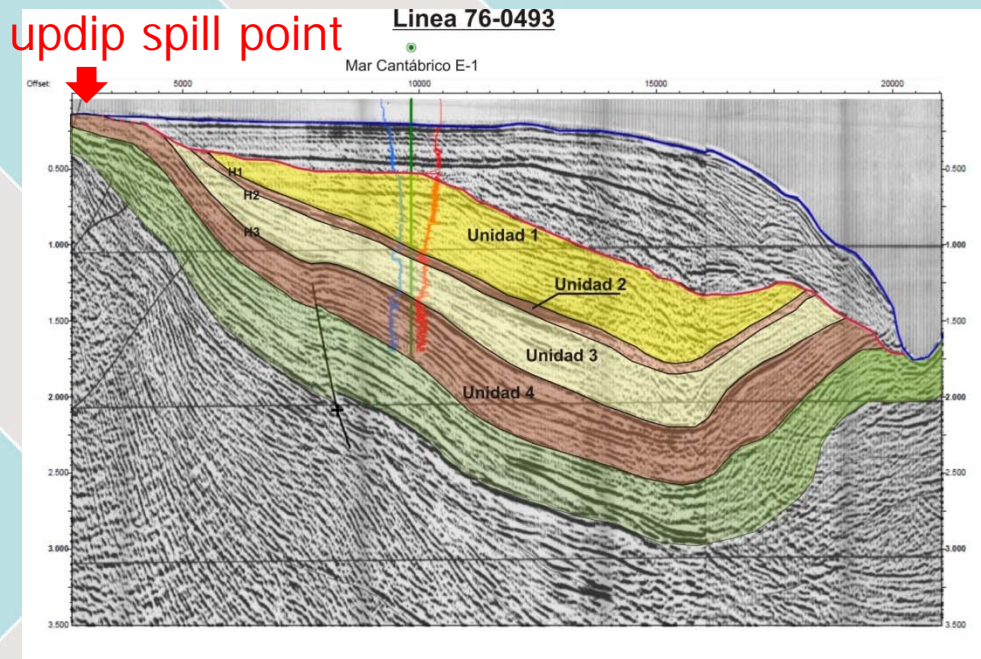 Linea 76-0493
updip spill point
Mar Cantábrico E-1
Offset: 5000 10000 15000 20000
0.500 H1 0.500
H2
H3 Unidad 1
1.000 1.000
Unidad 2
1.500 1.500
Unidad 3
Unidad 4
2.000 2.000
2.500 2.500
3.000 3.000
3.500 3.500